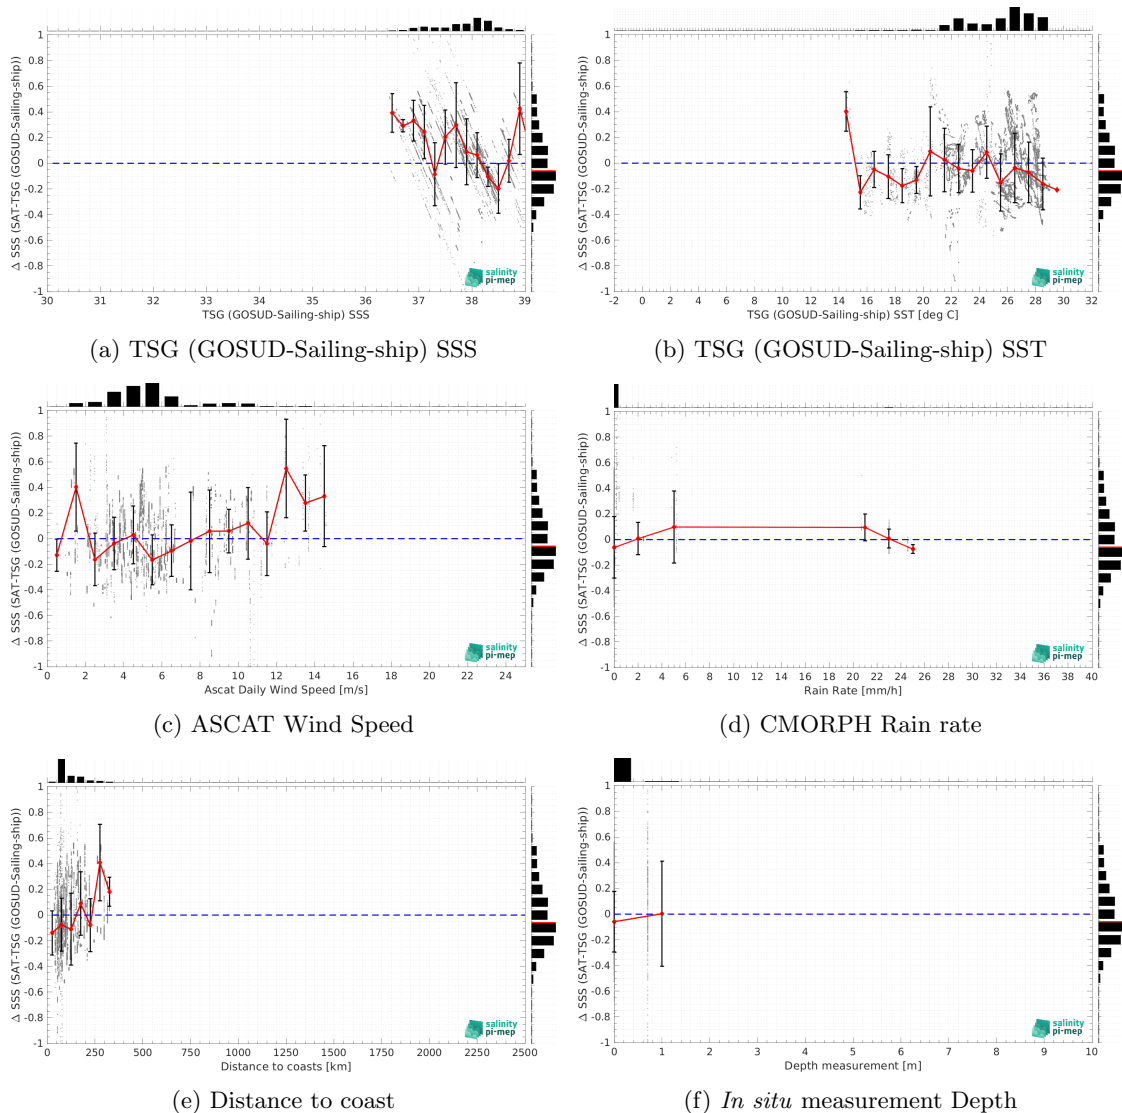 1
0.8
0.6
0.4
0.2
0
-0.2
-0.4
-0.6
-0.8
-1
Δ SSS (SAT-TSG (GOSUD-Sailing-ship))
30 31 32 33 34 35 36 37 38 39
TSG (GOSUD-Sailing-ship) SSS
salinity
pi-mep
(a) TSG (GOSUD-Sailing-ship) SSS
1
0.8
0.6
0.4
0.2
0
-0.2
-0.4
-0.6
-0.8
-1
Δ SSS (SAT-TSG (GOSUD-Sailing-ship))
-2 0 2 4 6 8 10 12 14 16 18 20 22 24 26 28 30 32
TSG (GOSUD-Sailing-ship) SST [deg C]
salinity
pi-mep
(b) TSG (GOSUD-Sailing-ship) SST
1
0.8
0.6
0.4
0.2
0
-0.2
-0.4
-0.6
-0.8
-1
Δ SSS (SAT-TSG (GOSUD-Sailing-ship))
0 2 4 6 8 10 12 14 16 18 20 22 24
Ascat Daily Wind Speed [m/s]
salinity
pi-mep
(c) ASCAT Wind Speed
1
0.8
0.6
0.4
0.2
0
-0.2
-0.4
-0.6
-0.8
-1
Δ SSS (SAT-TSG (GOSUD-Sailing-ship))
0 2 4 6 8 10 12 14 16 18 20 22 24 26 28 30 32 34 36 38 40
Rain Rate [mm/h]
salinity
pi-mep
(d) CMORPH Rain rate
1
0.8
0.6
0.4
0.2
0
-0.2
-0.4
-0.6
-0.8
-1
Δ SSS (SAT-TSG (GOSUD-Sailing-ship))
0 250 500 750 1000 1250 1500 1750 2000 2250 2500
Distance to coasts [km]
salinity
pi-mep
(e) Distance to coast
1
0.8
0.6
0.4
0.2
0
-0.2
-0.4
-0.6
-0.8
-1
Δ SSS (SAT-TSG (GOSUD-Sailing-ship))
0 1 2 3 4 5 6 7 8 9 10
Depth measurement [m]
salinity
pi-mep
(f) In situ measurement Depth